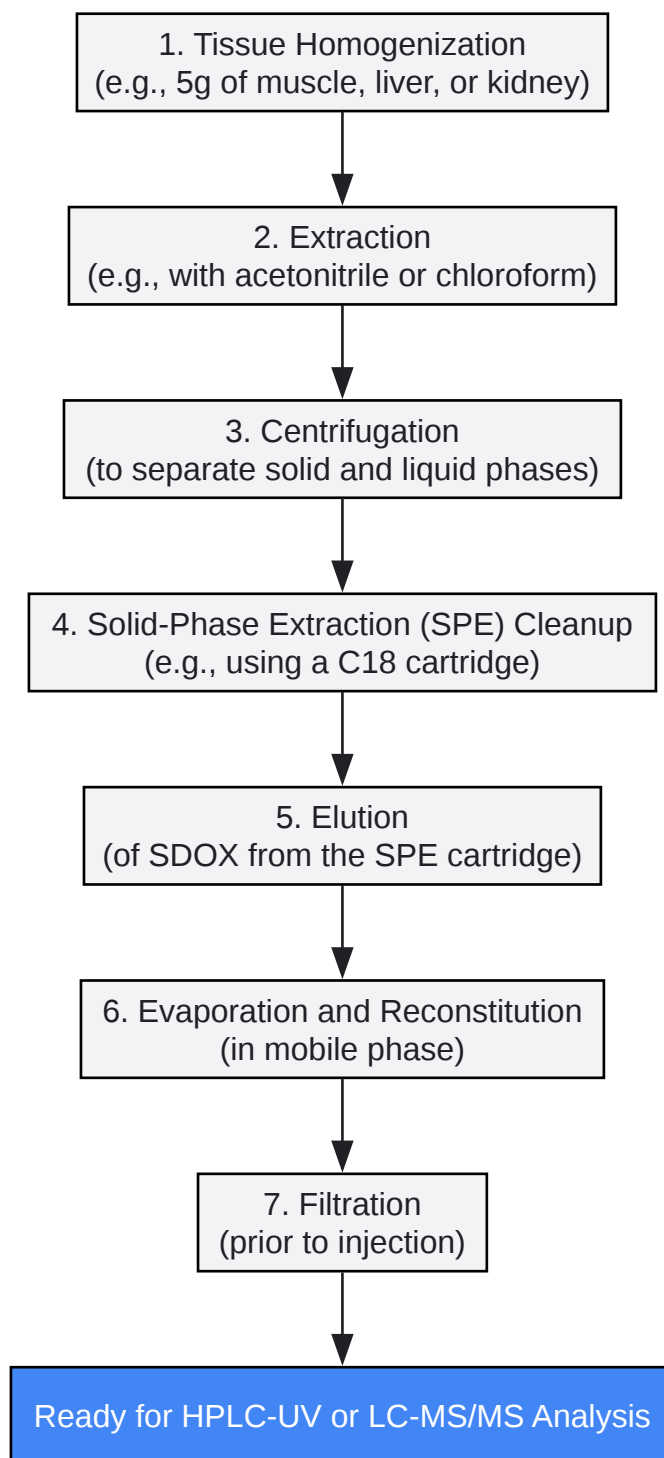 1. Tissue Homogenization
(e.g., 5g of muscle, liver, or kidney)
2. Extraction
(e.g., with acetonitrile or chloroform)
3. Centrifugation
(to separate solid and liquid phases)
4. Solid-Phase Extraction (SPE) Cleanup
(e.g., using a C18 cartridge)
5. Elution
(of SDOX from the SPE cartridge)
6. Evaporation and Reconstitution
(in mobile phase)
7. Filtration
(prior to injection)
Ready for HPLC-UV or LC-MS/MS Analysis